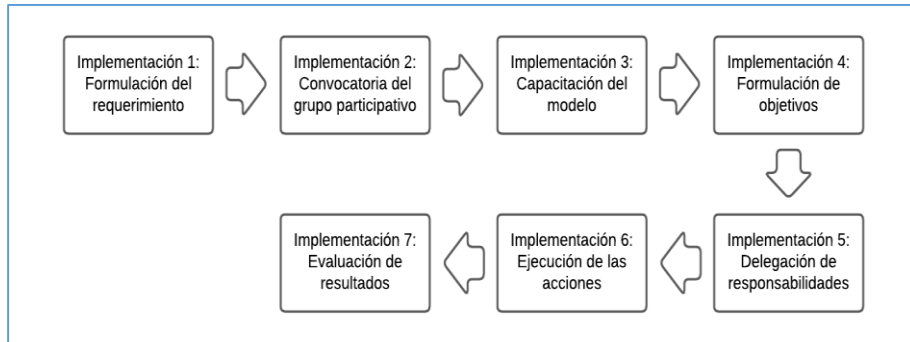 Implementación 1:
Formulación del
requerimiento
Implementación 2:
Convocatoria del
grupo participativo
Implementación 3:
Capacitación del
modelo
Implementación 4:
Formulación de
objetivos
Implementación 5:
Delegación de
responsabilidades
Implementación 6:
Ejecución de las
acciones
Implementación 7:
Evaluación de
resultados